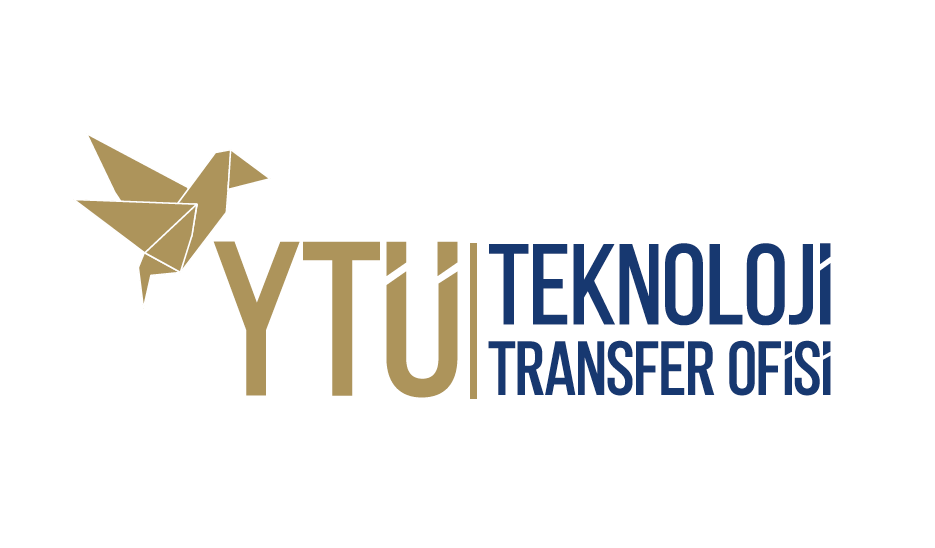 YTÜ
TEKNOLOJİ
TRANSFER OFİSİ